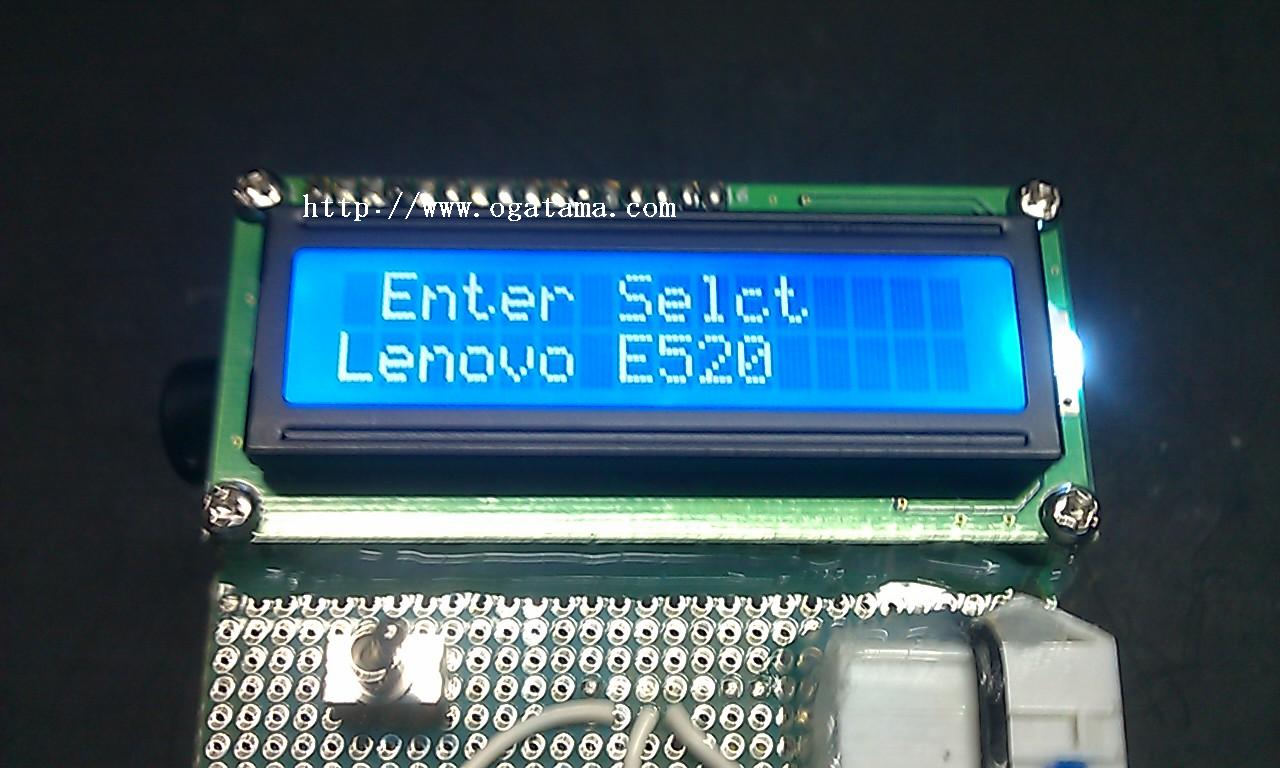 http://www.ogatama.com
Enter Selct
Lenovo E520